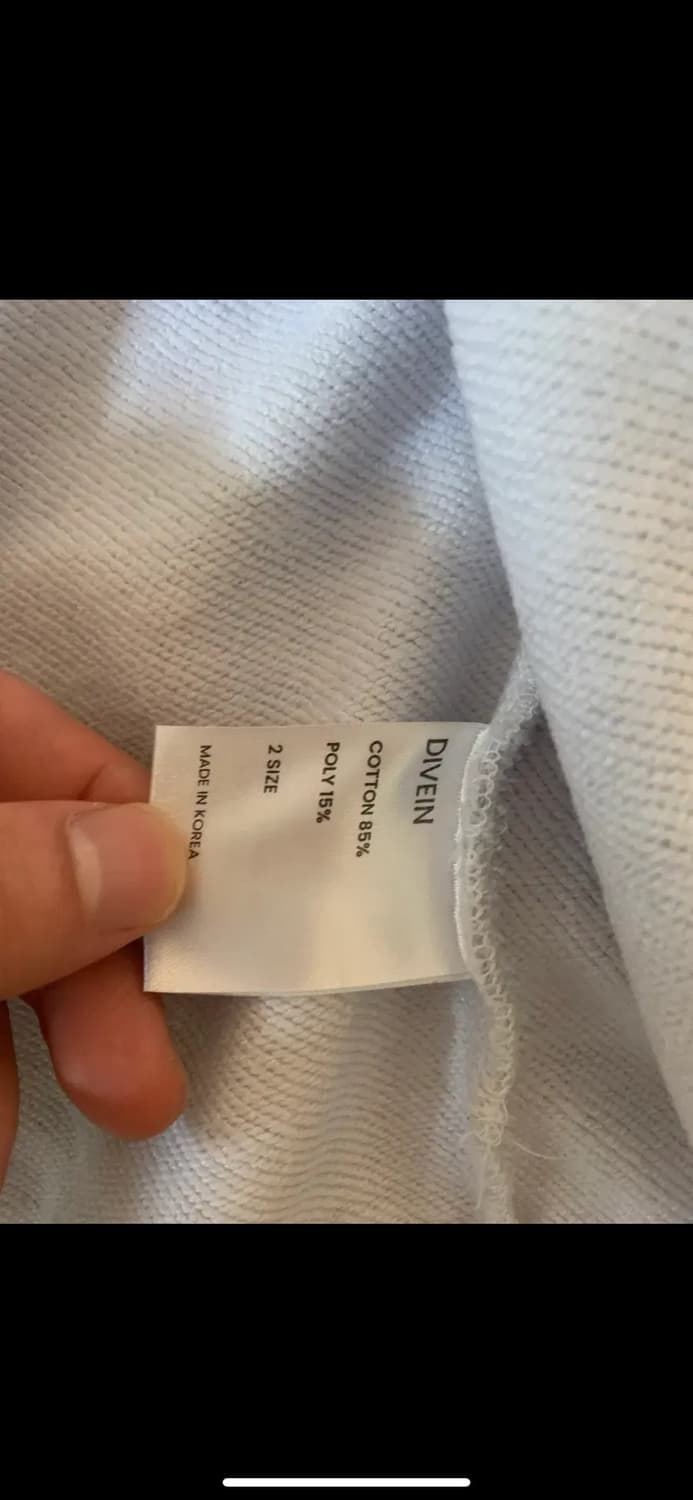 DIVEIN
COTTON 85%
POLY 15%
2 SIZE
MADE IN KOREA